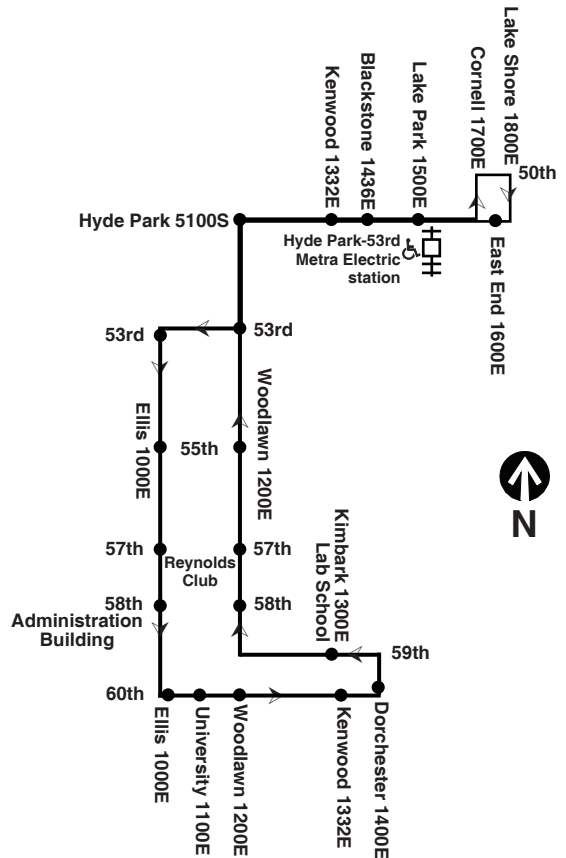 Lake Shore 1800E
Cornell 1700E
Lake Park 1500E
Blackstone 1436E
Kenwood 1332E
50th
Hyde Park 5100S
Hyde Park-53rd
Metra Electric
station
East End 1600E
53rd
53rd
Ellis 1000E
55th
Woodlawn 1200E
N
57th
Reynolds
Club
57th
Kimbark 1300E
Lab School
58th
Administration
Building
58th
59th
60th
Ellis 1000E
University 1100E
Woodlawn 1200E
Kenwood 1332E
Dorchester 1400E